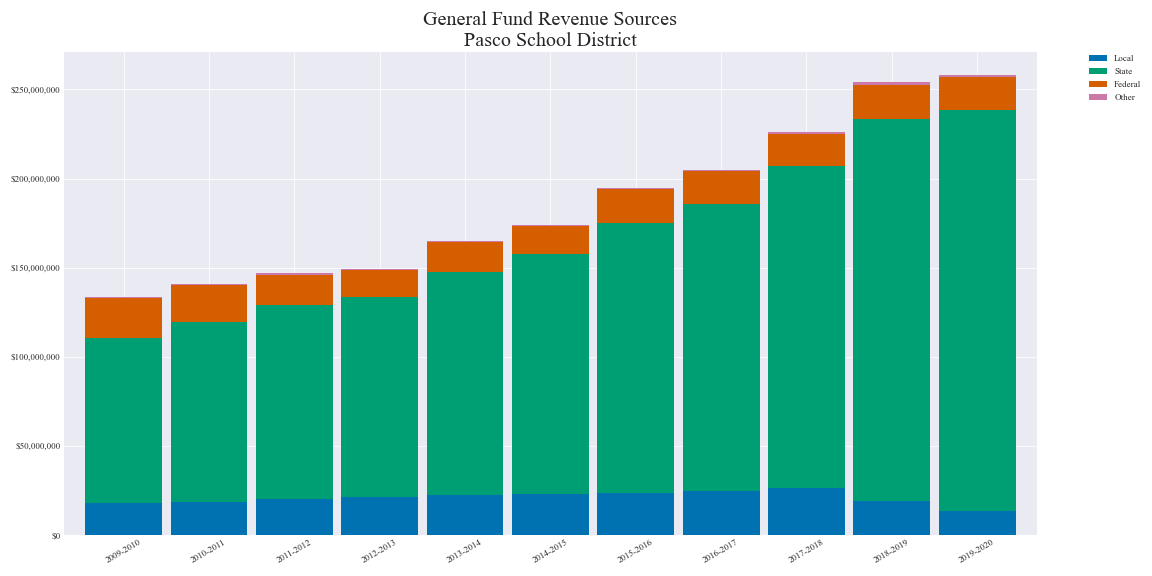 General Fund Revenue Sources
Pasco School District
Local
State
Federal
Other
$250,000,000
$200,000,000
$150,000,000
$100,000,000
$50,000,000
$0
2009-2010
2010-2011
2011-2012
2012-2013
2013-2014
2014-2015
2015-2016
2016-2017
2017-2018
2018-2019
2019-2020